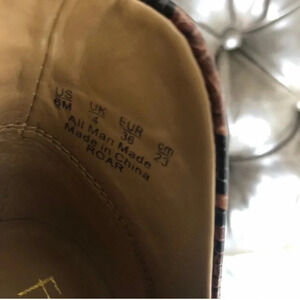 US UK EUR cm
6M 4 36 23
All Man Made
Made in China
ROAR